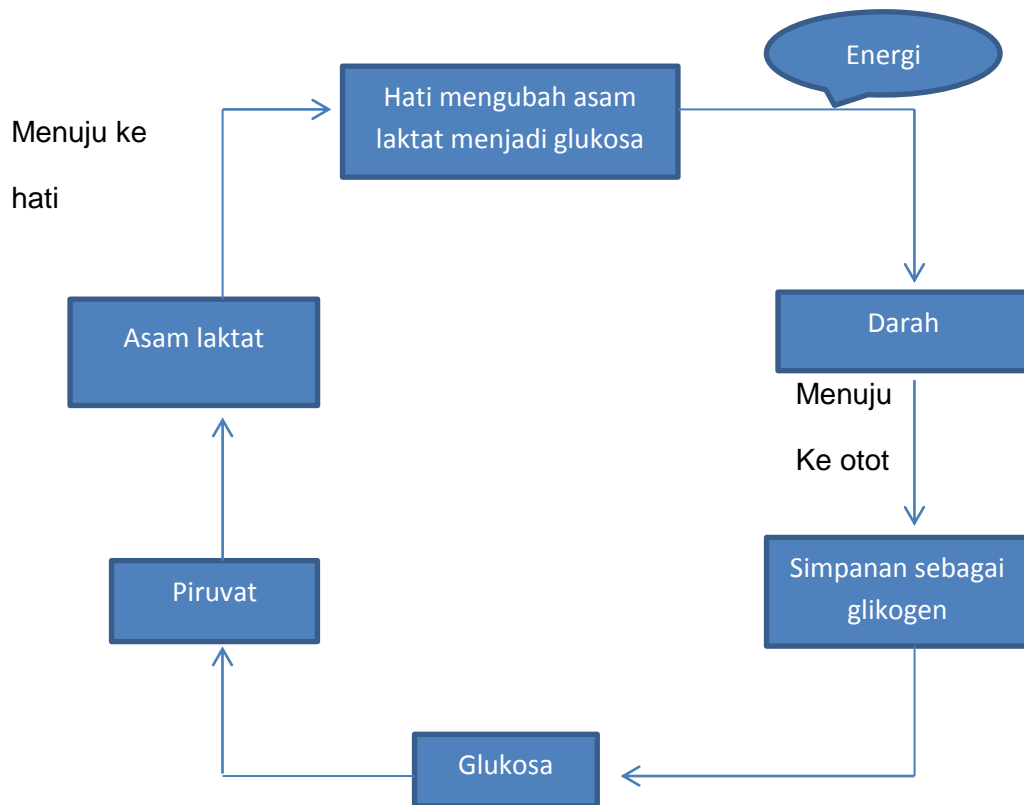 Energi
Hati mengubah asam
laktat menjadi glukosa
Menuju ke
hati
Asam laktat
Darah
Menuju
Ke otot
Simpanan sebagai
glikogen
Piruvat
Glukosa